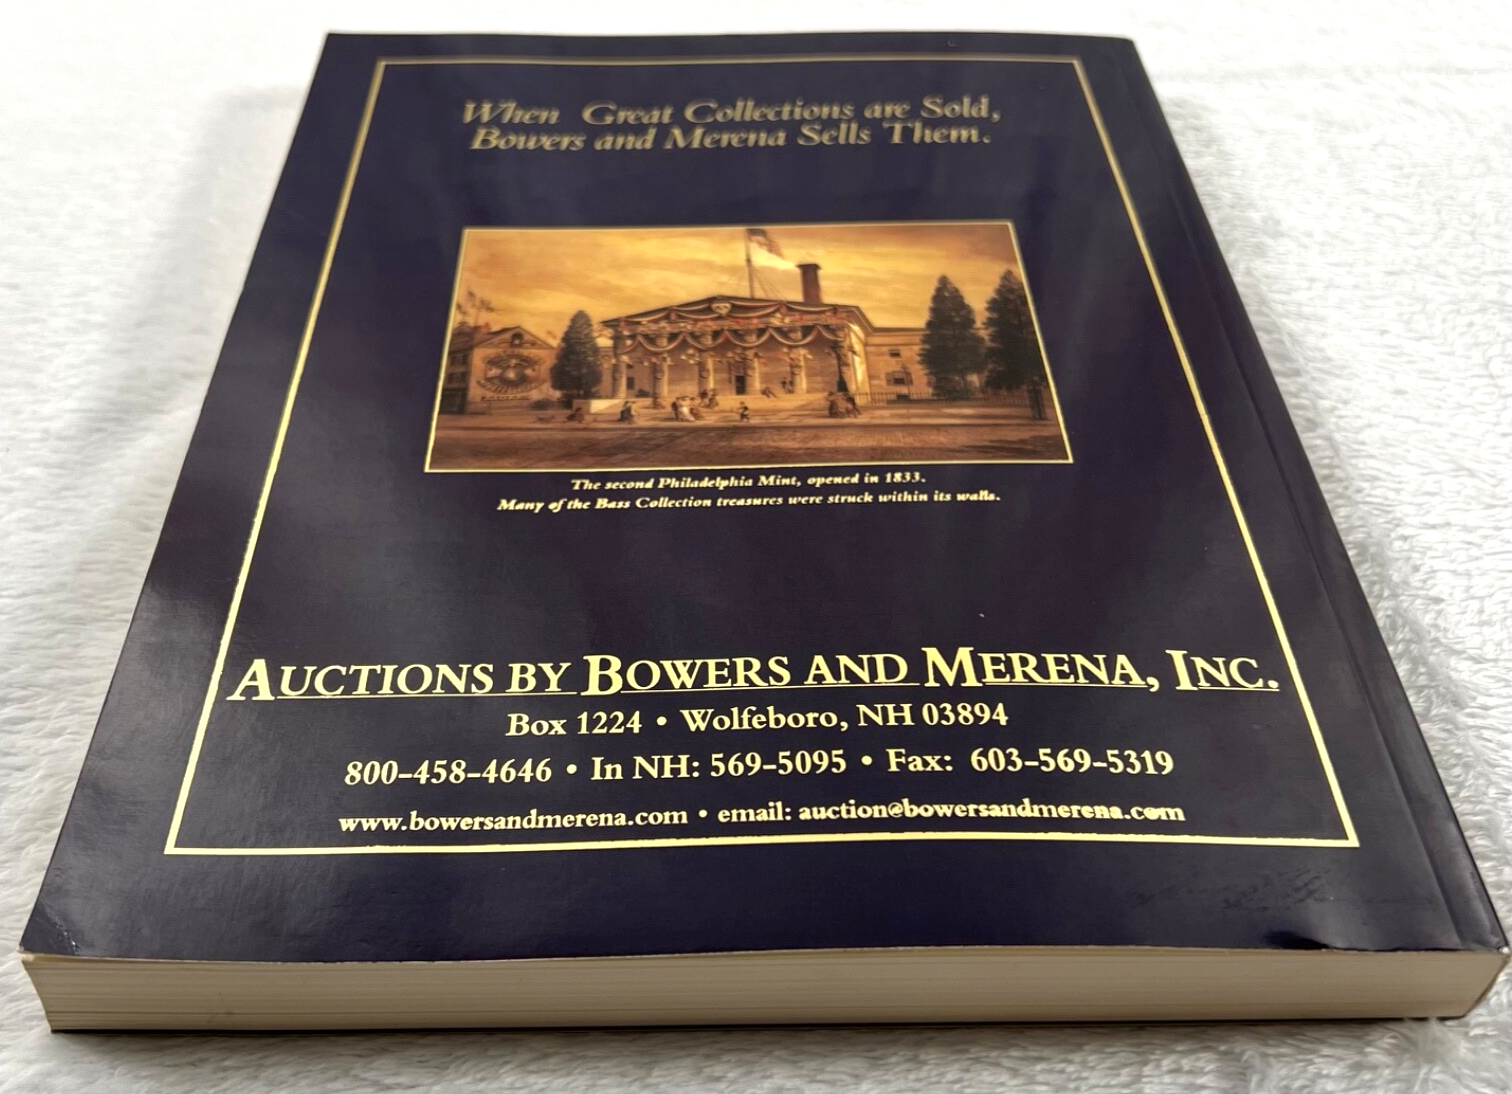 When Great Collections are Sold,
Bowers and Merena Sells Them.
The second Philadelphia Mint, opened in 1833.
Many of the Bass Collection treasures were struck within its walls.
AUCTIONS BY BOWERS AND MERENA, INC.
Box 1224 • Wolfeboro, NH 03894
800-458-4646 • In NH: 569-5095 • Fax: 603-569-5319
www.bowersandmerena.com • email: auction@bowersandmerena.com